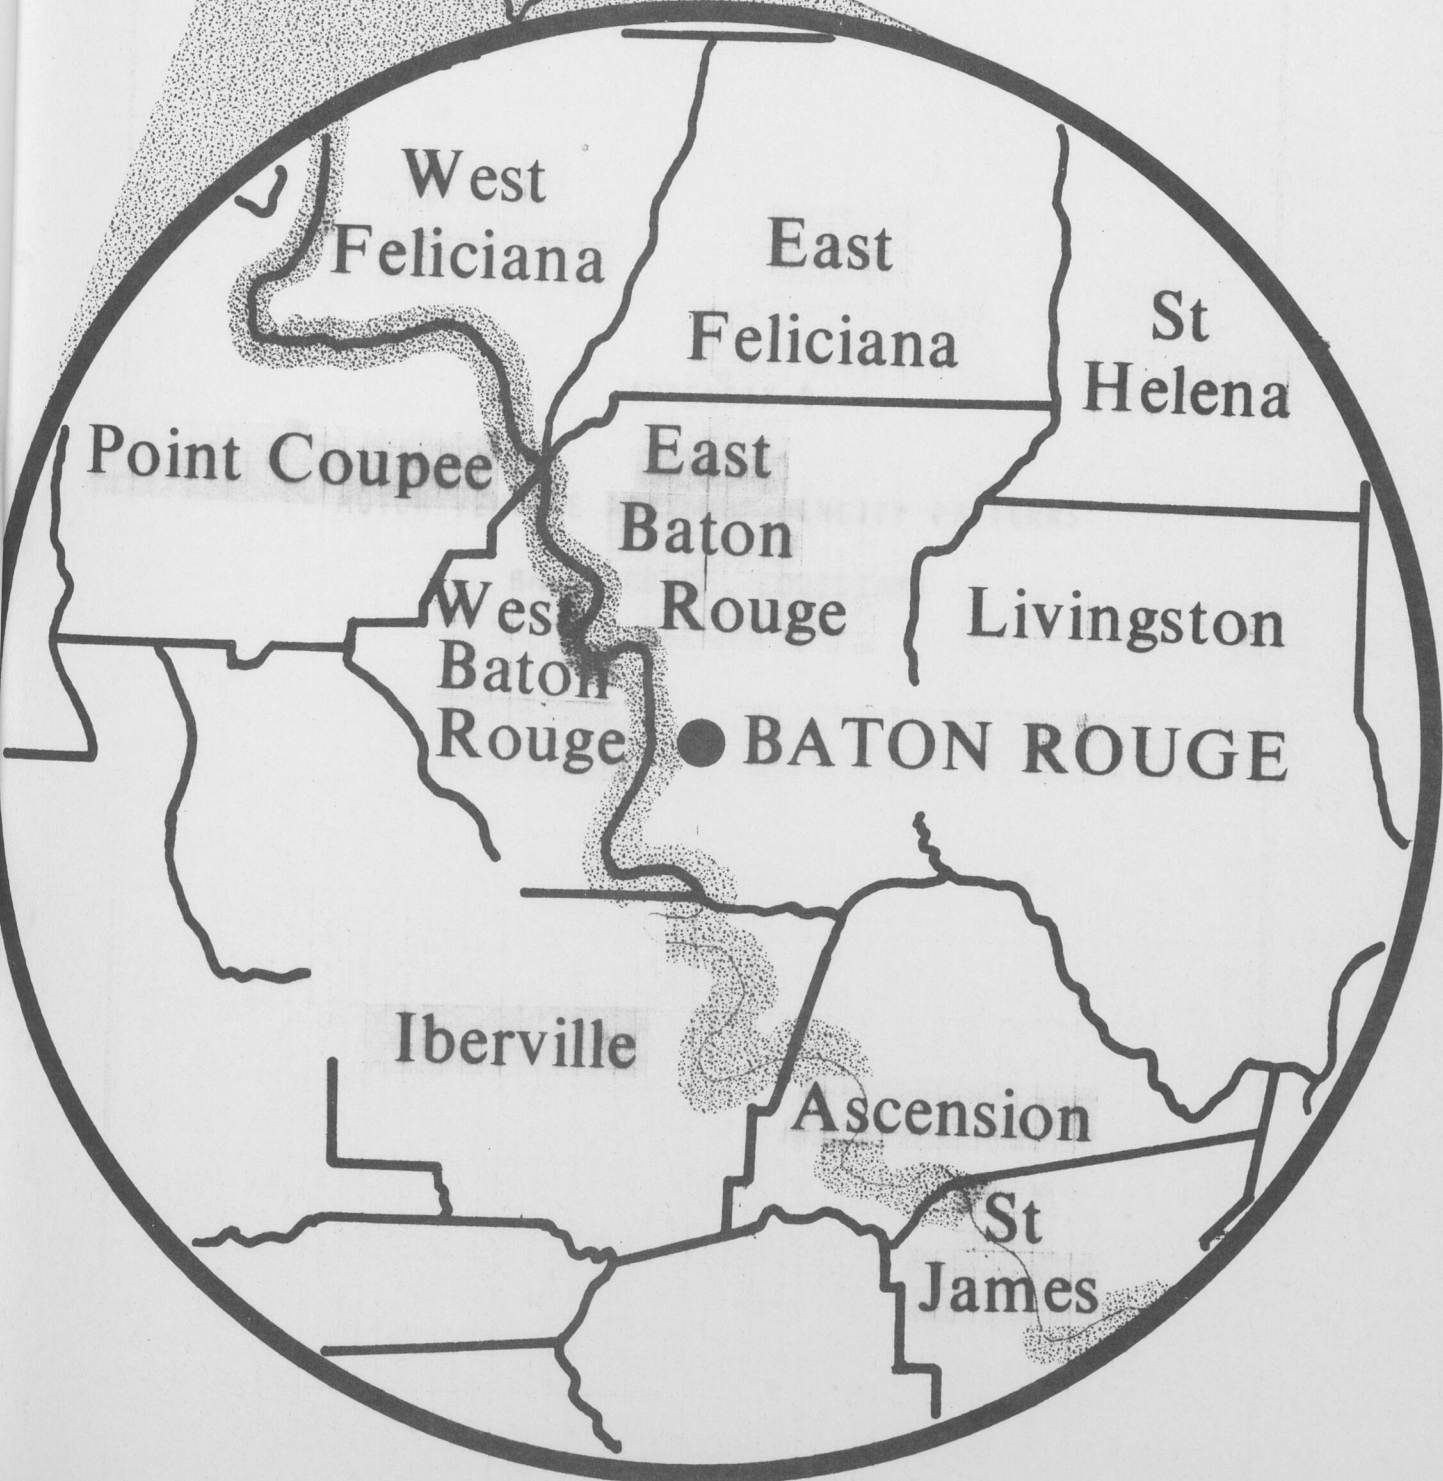 West
Feliciana
East
Feliciana
St
Helena
Point Coupee
East
Baton
Rouge
West
Baton
Rouge
Livingston
BATON ROUGE
Iberville
Ascension
St
James